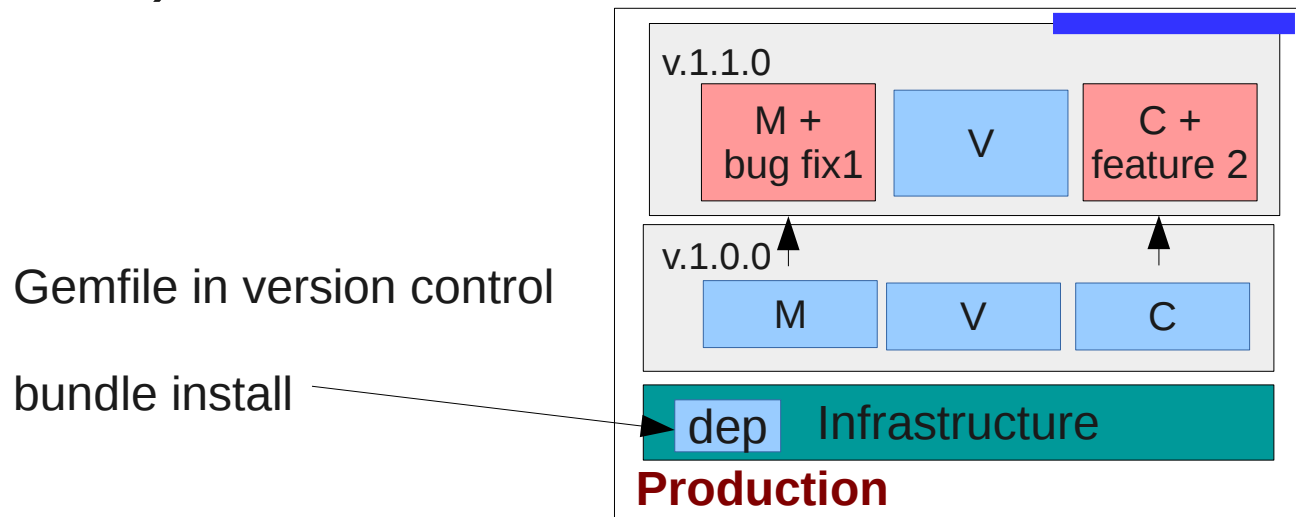 v.1.1.0
M +
bug fix1
V
C +
feature 2
v.1.0.0
M
V
C
Gemfile in version control
bundle install
dep
Infrastructure
Production